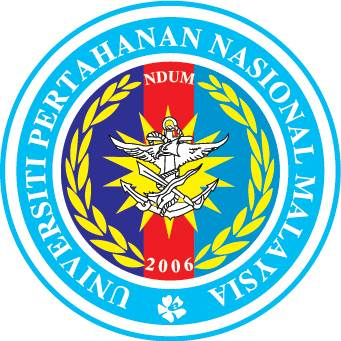 UNIVERSITI PERTAHANAN NASIONAL MALAYSIA
NDUM
2006